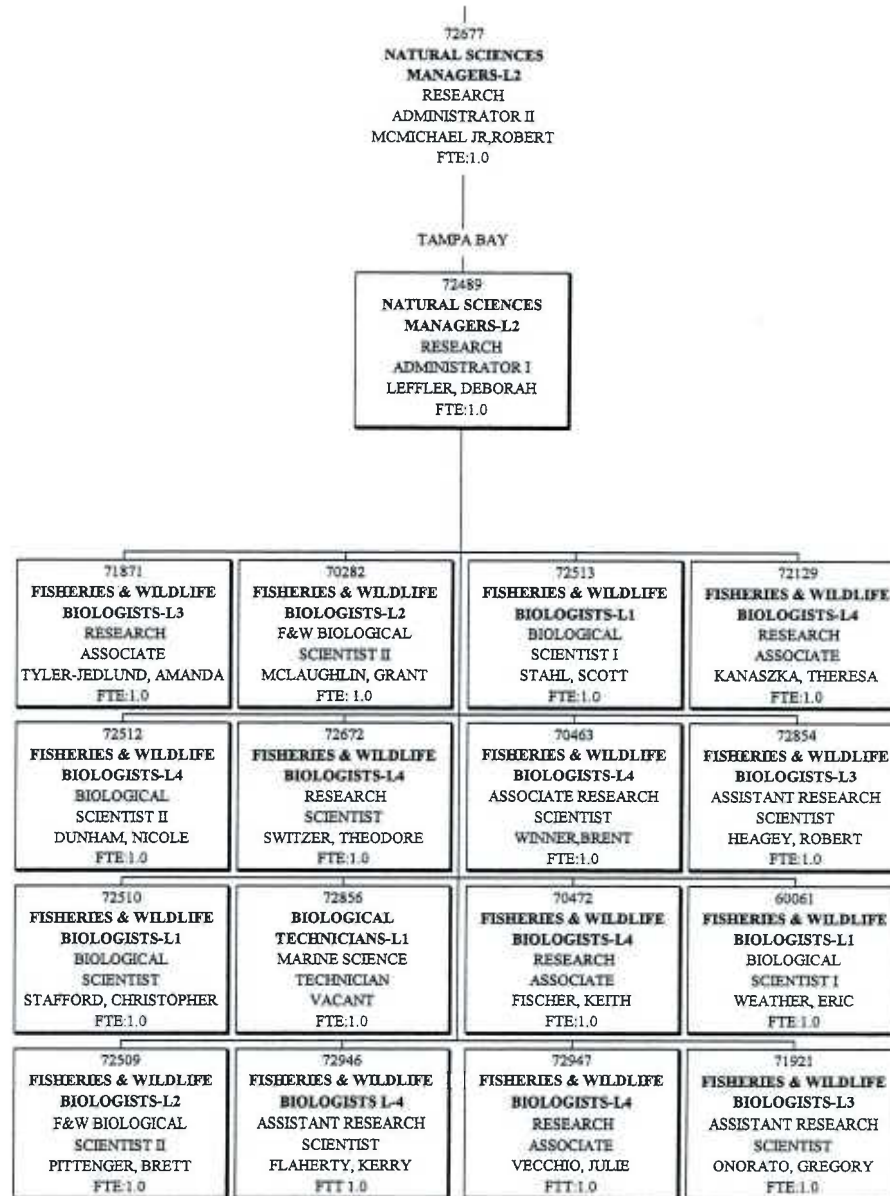 72677
NATURAL SCIENCES
MANAGERS-L2
RESEARCH
ADMINISTRATOR II
MCMICHAEL JR,ROBERT
FTE:1.0
TAMPA BAY
72489
NATURAL SCIENCES
MANAGERS-L2
RESEARCH
ADMINISTRATOR I
LEFFLER, DEBORAH
FTE:1.0
71871
FISHERIES & WILDLIFE
BIOLOGISTS-L3
RESEARCH
ASSOCIATE
TYLER-JEDLUND, AMANDA
FTE:1.0
70282
FISHERIES & WILDLIFE
BIOLOGISTS-L2
F&W BIOLOGICAL
SCIENTIST II
MCLAUGHLIN, GRANT
FTE: 1.0
72513
FISHERIES & WILDLIFE
BIOLOGISTS-L1
BIOLOGICAL
SCIENTIST I
STAHL, SCOTT
FTE:1.0
72129
FISHERIES & WILDLIFE
BIOLOGISTS-L4
RESEARCH
ASSOCIATE
KANASZKA, THERESA
FTE:1.0
72512
FISHERIES & WILDLIFE
BIOLOGISTS-L4
BIOLOGICAL
SCIENTIST II
DUNHAM, NICOLE
FTE:1.0
72672
FISHERIES & WILDLIFE
BIOLOGISTS-L4
RESEARCH
SCIENTIST
SWITZER, THEODORE
FTE:1.0
70463
FISHERIES & WILDLIFE
BIOLOGISTS-L4
ASSOCIATE RESEARCH
SCIENTIST
WINNER,BRENT
FTE:1.0
72854
FISHERIES & WILDLIFE
BIOLOGISTS-L3
ASSISTANT RESEARCH
SCIENTIST
HEAGEY, ROBERT
FTE:1.0
72510
FISHERIES & WILDLIFE
BIOLOGISTS-L1
BIOLOGICAL
SCIENTIST
STAFFORD, CHRISTOPHER
FTE:1.0
72856
BIOLOGICAL
TECHNICIANS-L1
MARINE SCIENCE
TECHNICIAN
VACANT
FTE:1.0
70472
FISHERIES & WILDLIFE
BIOLOGISTS-L4
RESEARCH
ASSOCIATE
FISCHER, KEITH
FTE:1.0
60061
FISHERIES & WILDLIFE
BIOLOGISTS-L1
BIOLOGICAL
SCIENTIST I
WEATHER, ERIC
FTE:1.0
72509
FISHERIES & WILDLIFE
BIOLOGISTS-L2
F&W BIOLOGICAL
SCIENTIST II
PITTENGER, BRETT
FTE:1.0
72946
FISHERIES & WILDLIFE
BIOLOGISTS L-4
ASSISTANT RESEARCH
SCIENTIST
FLAHERTY, KERRY
FTT 1.0
72947
FISHERIES & WILDLIFE
BIOLOGISTS-L4
RESEARCH
ASSOCIATE
VECCHIO, JULIE
FTT:1.0
71921
FISHERIES & WILDLIFE
BIOLOGISTS-L3
ASSISTANT RESEARCH
SCIENTIST
ONORATO, GREGORY
FTE:1.0